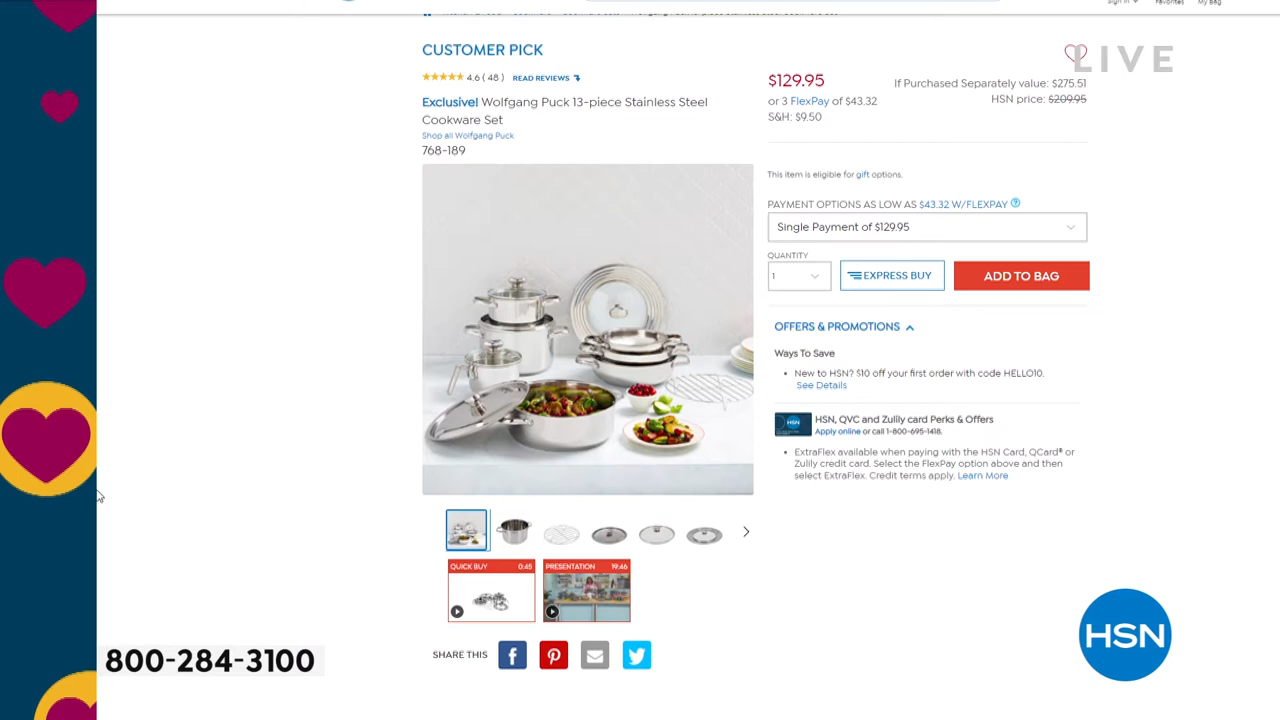 Sign In
Favorites
My Bag
CUSTOMER PICK
4.6 ( 48 ) READ REVIEWS
Exclusive! Wolfgang Puck 13-piece Stainless Steel
Cookware Set
Shop all Wolfgang Puck
768-189
LIVE
$129.95
or 3 FlexPay of $43.32
S&H: $9.50
If Purchased Separately value: $275.51
HSN price: $209.95
This item is eligible for gift options.
PAYMENT OPTIONS AS LOW AS $43.32 W/FLEXPAY ?
Single Payment of $129.95
QUANTITY
1
EXPRESS BUY
ADD TO BAG
OFFERS & PROMOTIONS
Ways To Save
• New to HSN? $10 off your first order with code HELLO10.
See Details
HSN
HSN, QVC and Zulily card Perks & Offers
Apply online or call 1-800-695-1418.
• ExtraFlex available when paying with the HSN Card, QCard® or
Zulily credit card. Select the FlexPay option above and then
select ExtraFlex. Credit terms apply. Learn More
QUICK BUY 0:45
PRESENTATION 19:46
SHARE THIS
800-284-3100
HSN